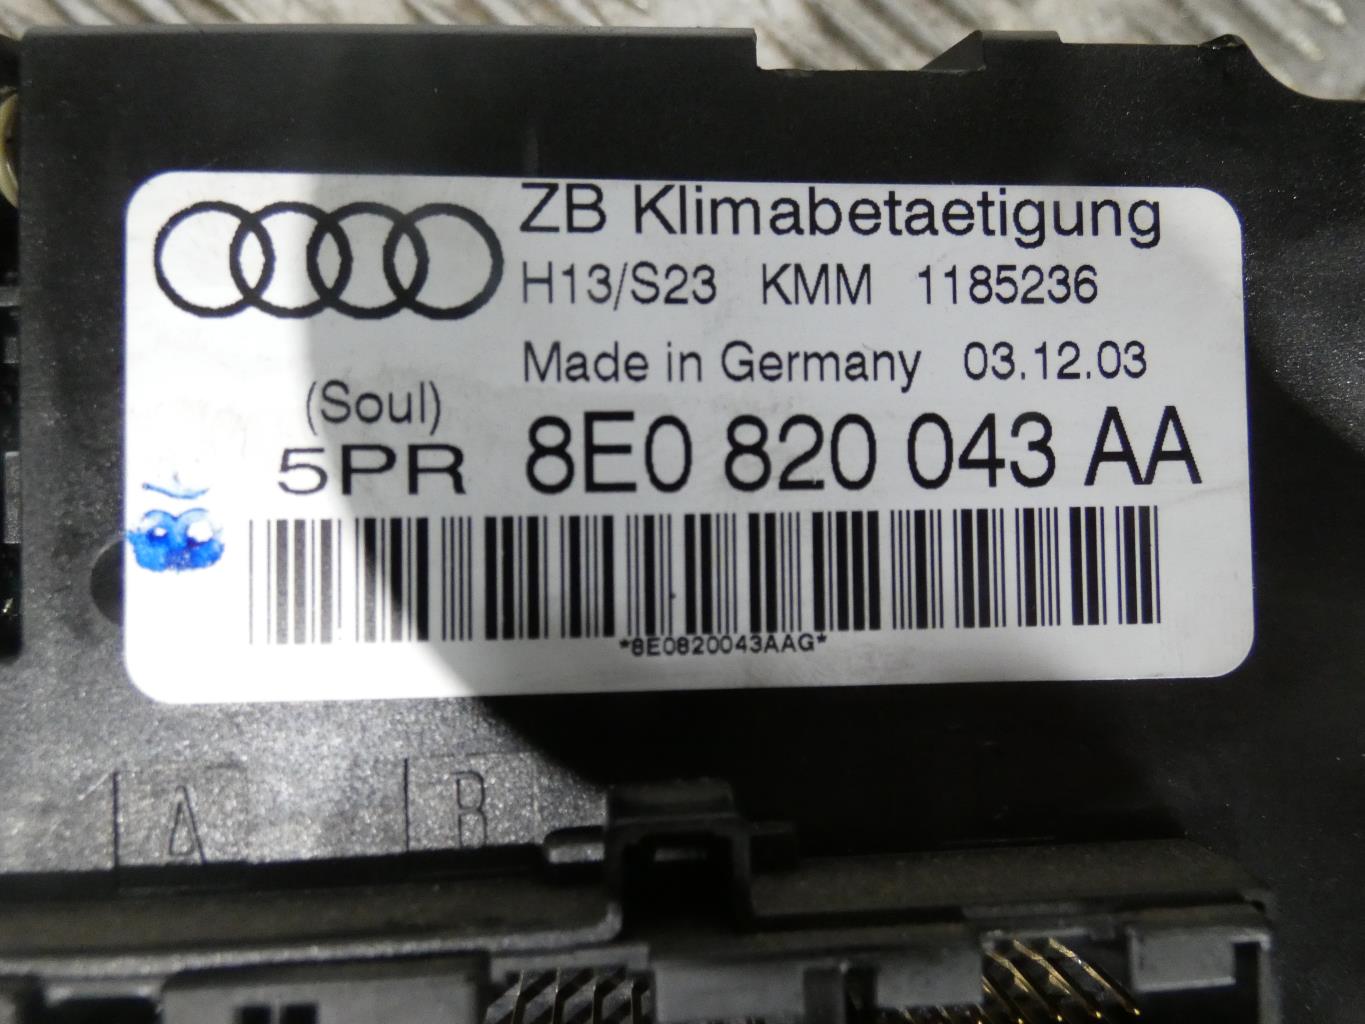 ZB Klimabetaetigung
H13/S23 KMM 1185236
Made in Germany 03.12.03
(Soul)
5PR 8E0 820 043 AA
*8E0820043AAG*
A B